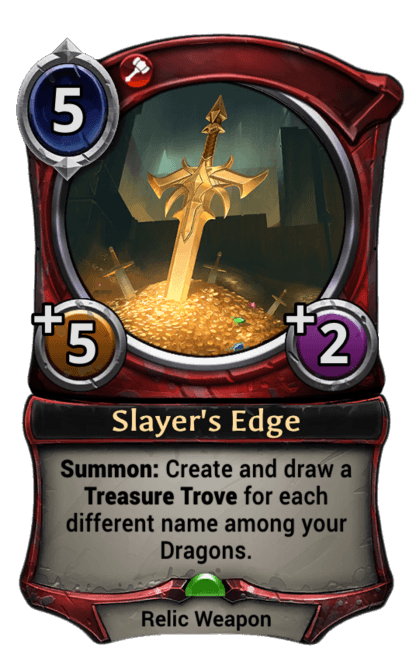 5
+5
+2
Slayer's Edge
Summon: Create and draw a
Treasure Trove for each
different name among your
Dragons.
Relic Weapon